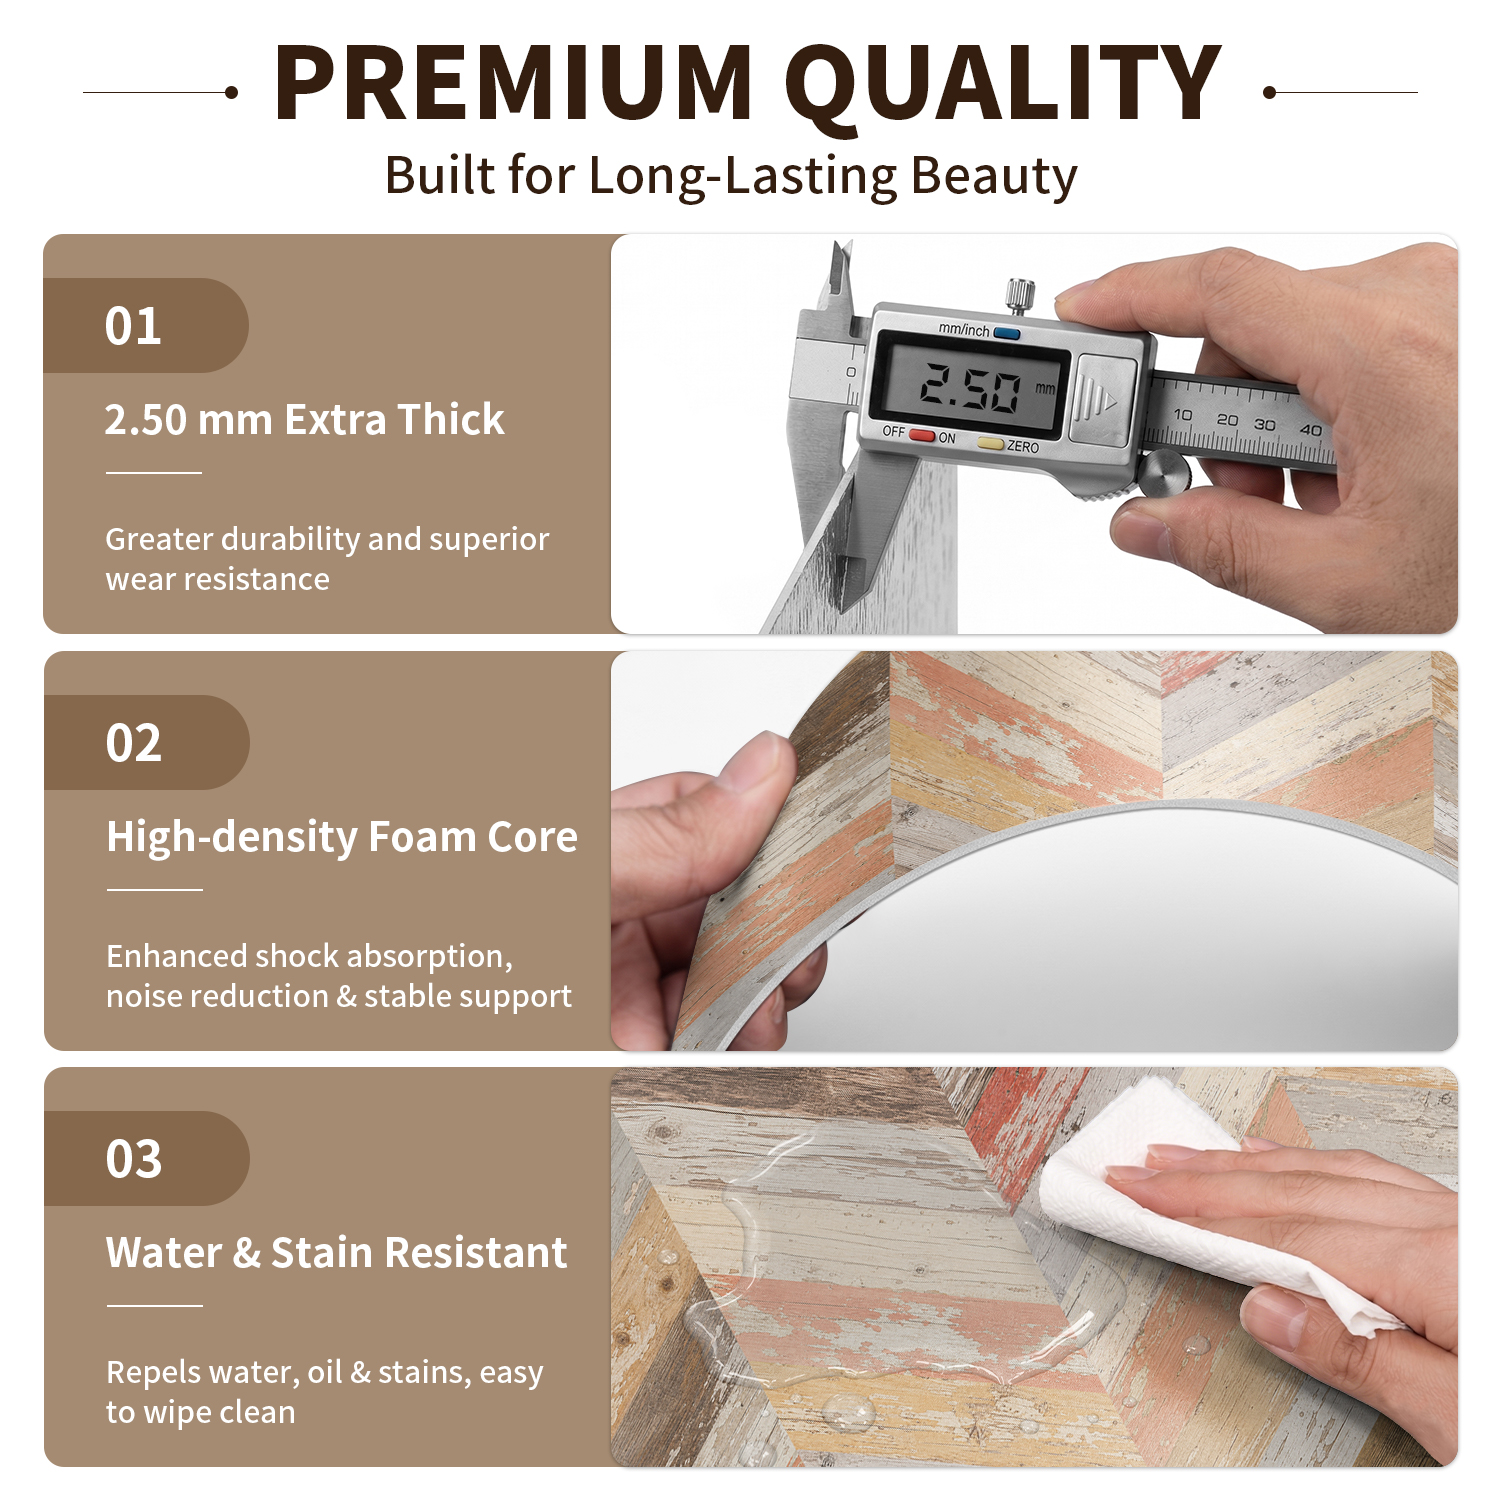 PREMIUM QUALITY
Built for Long-Lasting Beauty
01
2.50 mm Extra Thick
Greater durability and superior
wear resistance
mm/inch
0
2.50 mm
OFF ON ZERO
10 20 30 40
02
High-density Foam Core
Enhanced shock absorption,
noise reduction & stable support
03
Water & Stain Resistant
Repels water, oil & stains, easy
to wipe clean